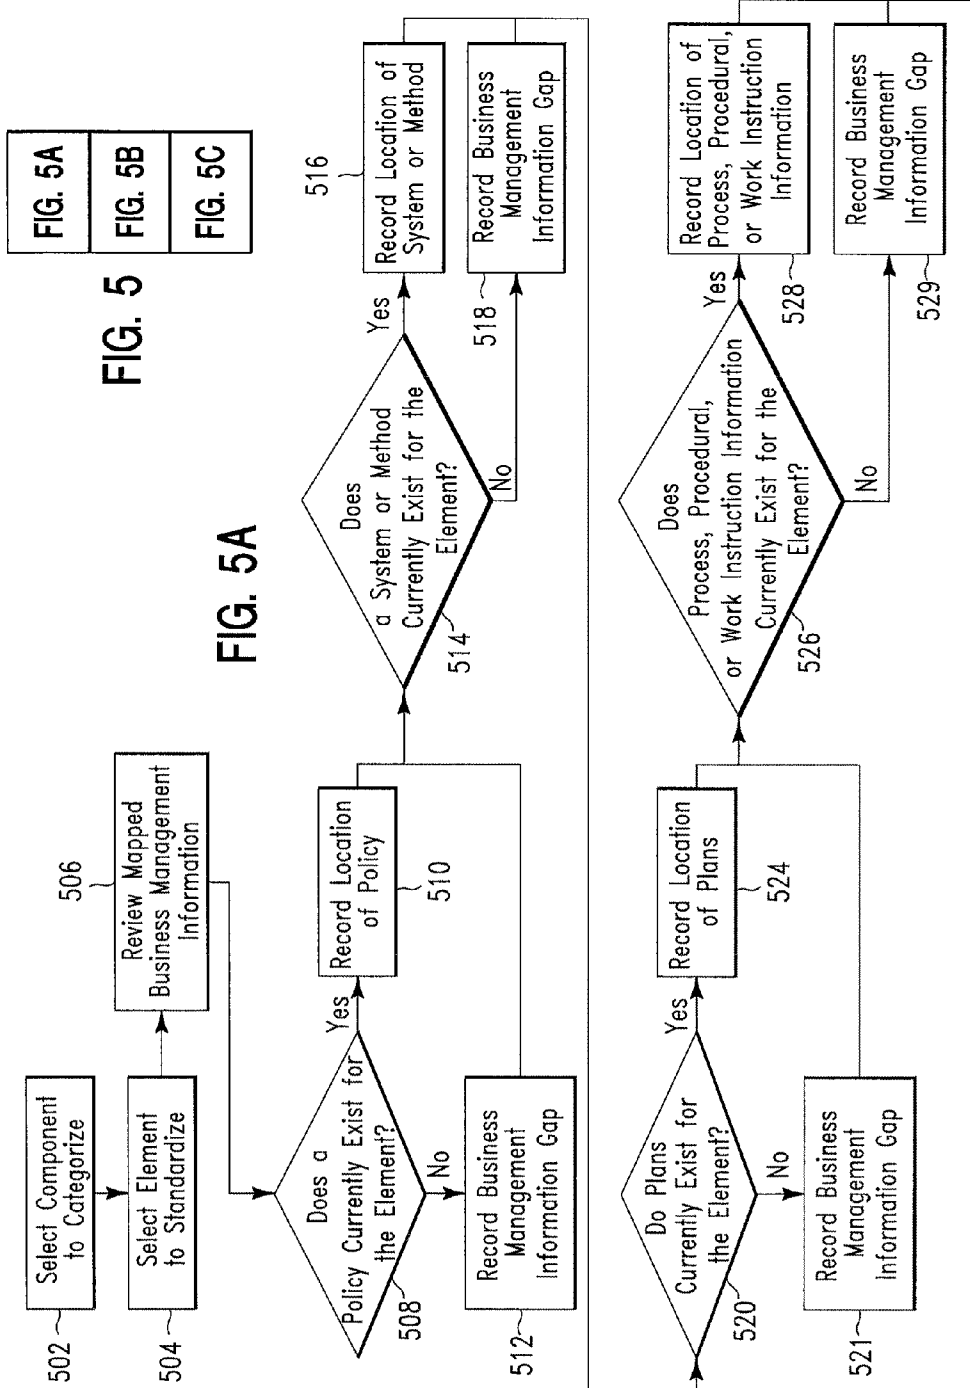 FIG. 5
FIG. 5A
FIG. 5B
FIG. 5C
FIG. 5A
502
Select Component
to Categorize
504
Select Element
to Standardize
506
Review Mapped
Business Management
Information
Does a
Policy Currently Exist for
the Element?
508
Yes
Record Location
of Policy
510
No
Record Business
Management
Information Gap
512
Does
a System or Method
Currently Exist for the
Element?
514
Yes
Record Location of
System or Method
516
No
Record Business
Management
Information Gap
518
Do Plans
Currently Exist for
the Element?
520
Yes
Record Location
of Plans
524
No
Record Business
Management
Information Gap
521
Does
Process, Procedural,
or Work Instruction Information
Currently Exist for the
Element?
526
Yes
Record Location of
Process, Procedural,
or Work Instruction
Information
528
No
Record Business
Management
Information Gap
529